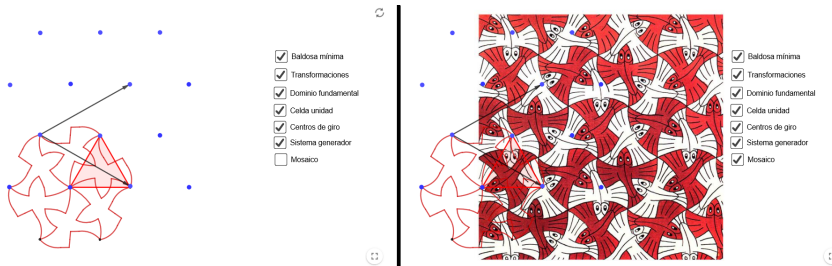 Baldosa mínima
Transformaciones
Dominio fundamental
Celda unidad
Centros de giro
Sistema generador
Mosaico
Baldosa mínima
Transformaciones
Dominio fundamental
Celda unidad
Centros de giro
Sistema generador
Mosaico